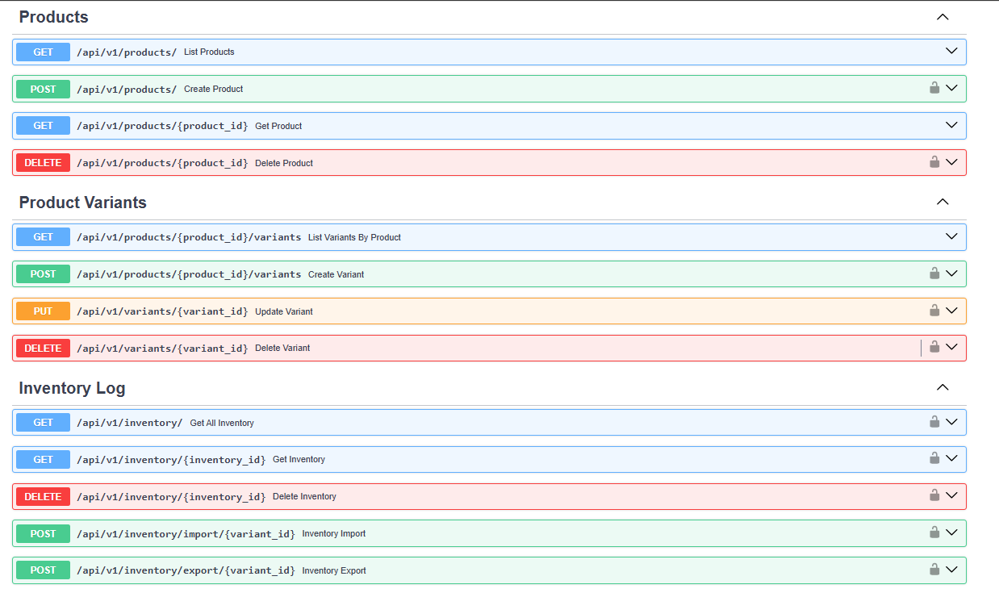 Products
GET /api/v1/products/ List Products
POST /api/v1/products/ Create Product
GET /api/v1/products/{product_id} Get Product
DELETE /api/v1/products/{product_id} Delete Product
Product Variants
GET /api/v1/products/{product_id}/variants List Variants By Product
POST /api/v1/products/{product_id}/variants Create Variant
PUT /api/v1/variants/{variant_id} Update Variant
DELETE /api/v1/variants/{variant_id} Delete Variant
Inventory Log
GET /api/v1/inventory/ Get All Inventory
GET /api/v1/inventory/{inventory_id} Get Inventory
DELETE /api/v1/inventory/{inventory_id} Delete Inventory
POST /api/v1/inventory/import/{variant_id} Inventory Import
POST /api/v1/inventory/export/{variant_id} Inventory Export